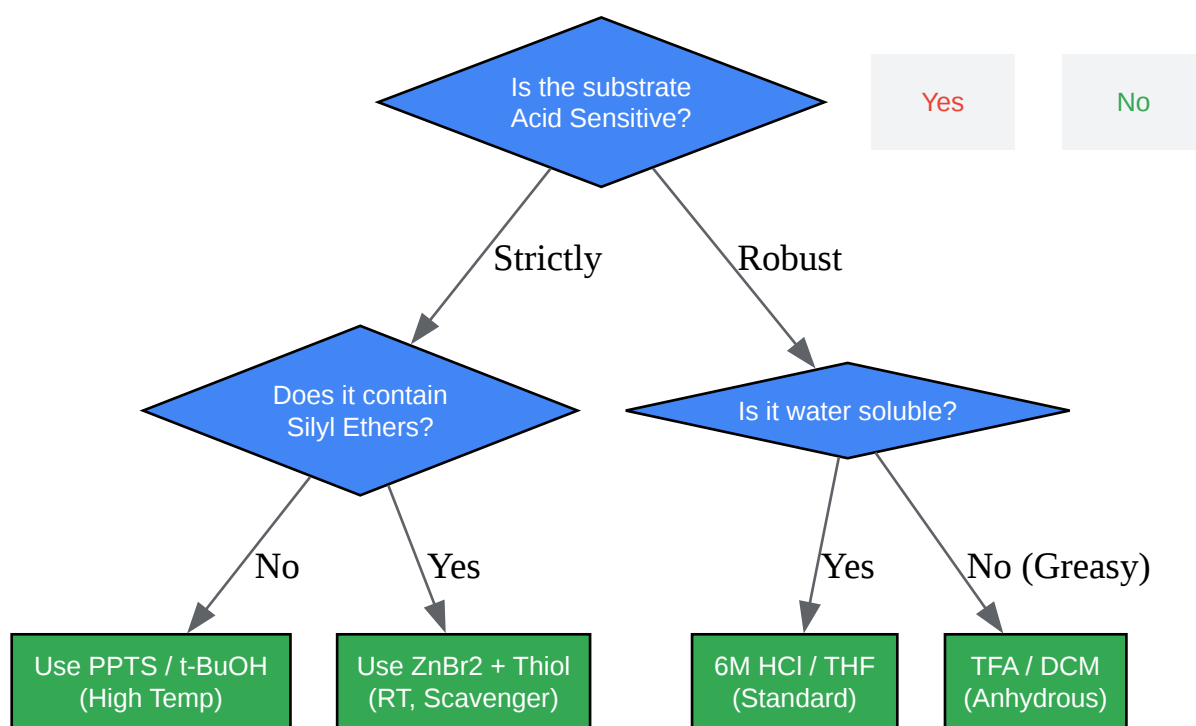 Is the substrate
Acid Sensitive?
Yes
No
Strictly
Robust
Does it contain
Silyl Ethers?
Is it water soluble?
No
Yes
Yes
No (Greasy)
Use PPTS / t-BuOH
(High Temp)
Use ZnBr2 + Thiol
(RT, Scavenger)
6M HCl / THF
(Standard)
TFA / DCM
(Anhydrous)